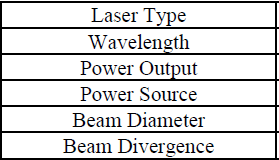 Laser Type
Wavelength
Power Output
Power Source
Beam Diameter
Beam Divergence